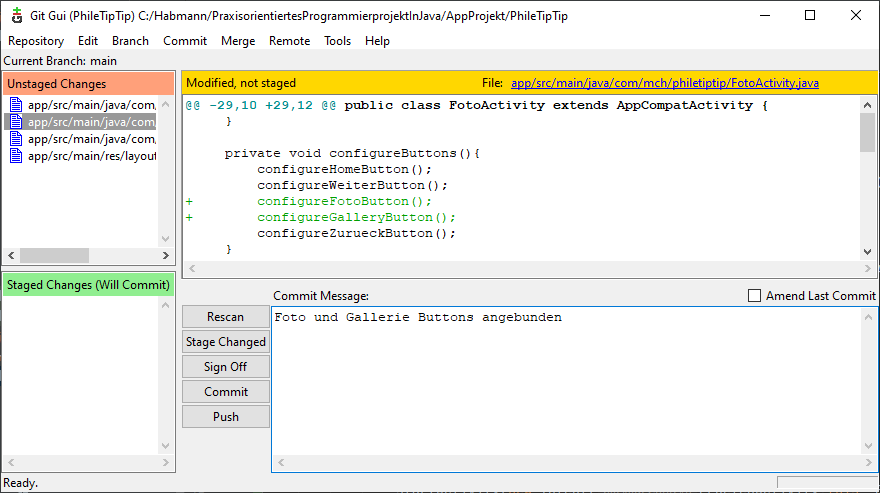 Git Gui (PhileTipTip) C:/Habmann/PraxisorientiertesProgrammierprojektInJava/AppProjekt/PhileTipTip
Repository Edit Branch Commit Merge Remote Tools Help
Current Branch: main
Unstaged Changes
app/src/main/java/com,
app/src/main/java/com,
app/src/main/java/com,
app/src/main/res/layout
Staged Changes (Will Commit)
Modified, not staged File: app/src/main/java/com/mch/philetiptip/FotoActivity.java
@@ -29,10 +29,12 @@ public class FotoActivity extends AppCompatActivity {
}
private void configureButtons(){
configureHomeButton();
configureWeiterButton();
+ configureFotoButton();
+ configureGalleryButton();
configureZurueckButton();
}
Commit Message: Amend Last Commit
Rescan
Stage Changed
Sign Off
Commit
Push
Foto und Gallerie Buttons angebunden
Ready.